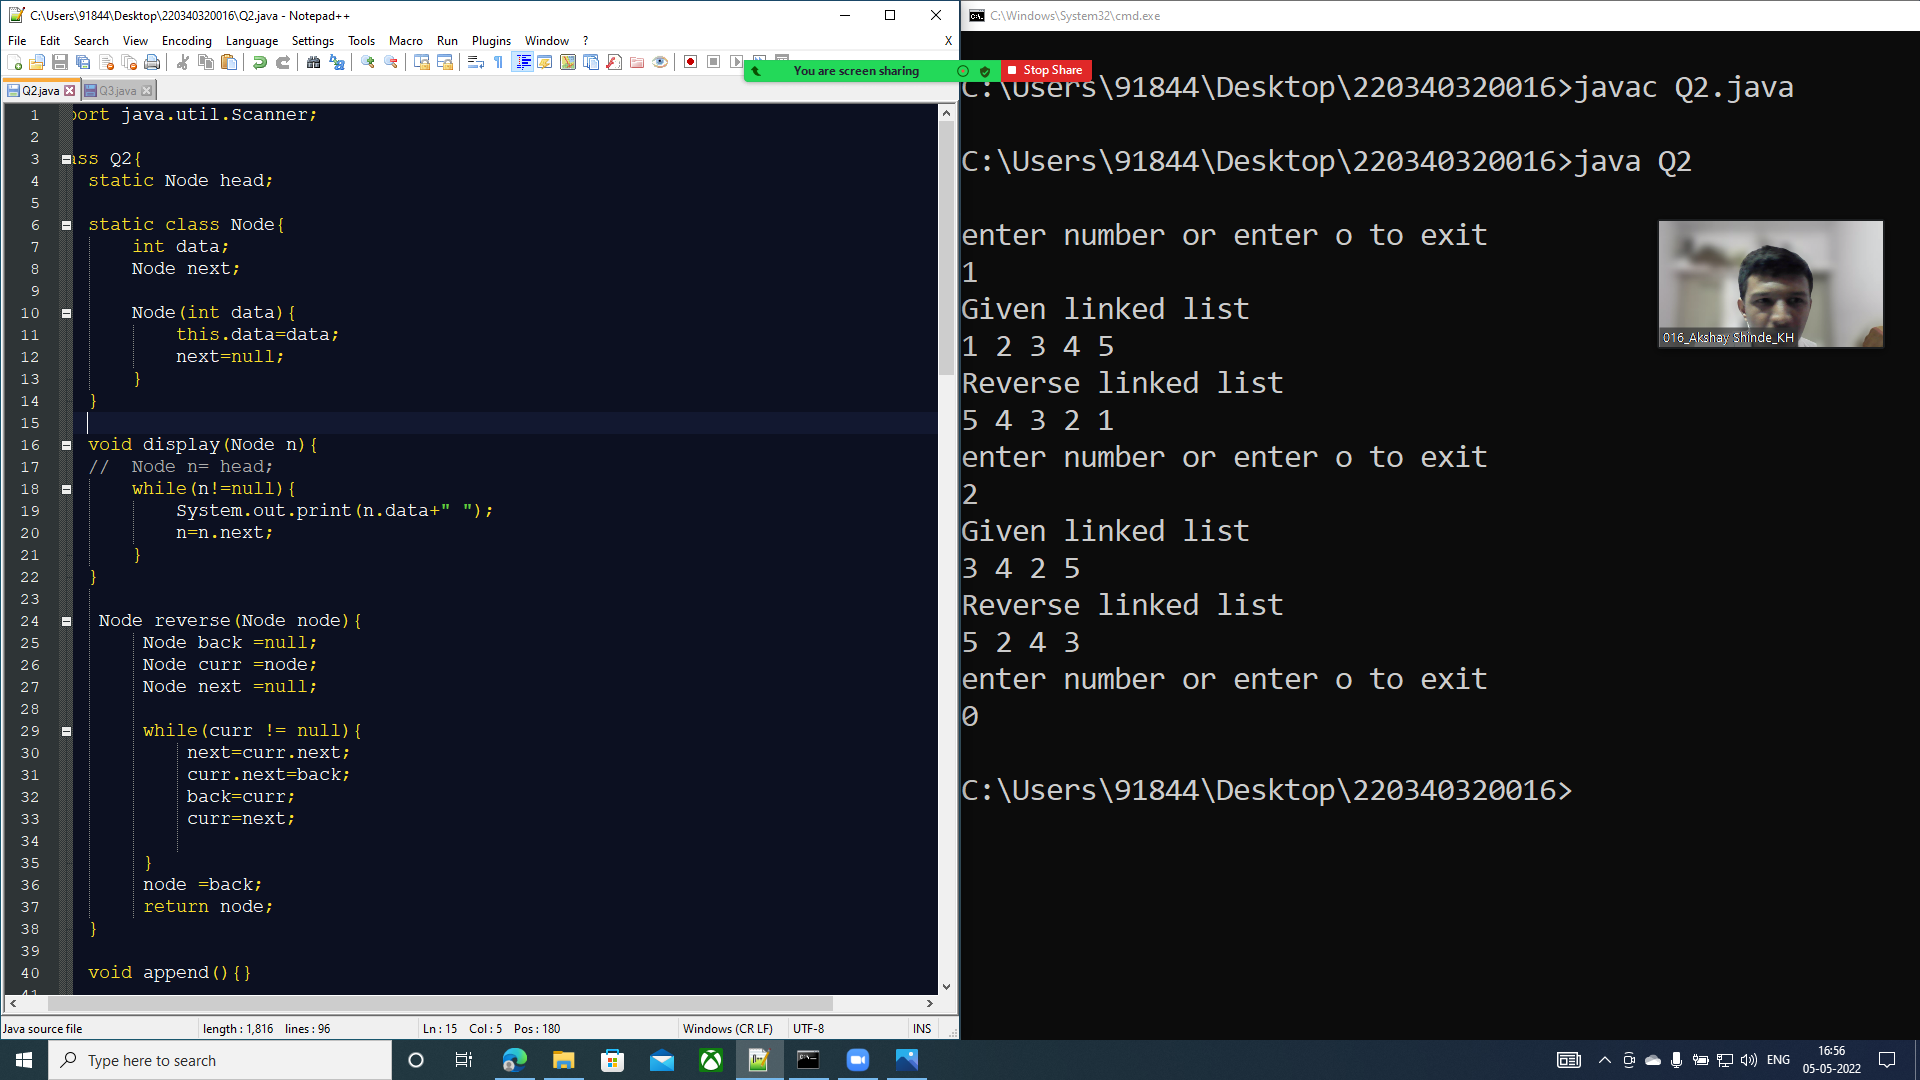 C:\Users\91844\Desktop\220340320016\Q2.java - Notepad++
File Edit Search View Encoding Language Settings Tools Macro Run Plugins Window ? X
Q2.java Q3.java
1 port java.util.Scanner;
2
3 ass Q2{
4 static Node head;
5
6 static class Node{
7 int data;
8 Node next;
9
10 Node(int data){
11 this.data=data;
12 next=null;
13 }
14 }
15
16 void display(Node n){
17 // Node n= head;
18 while(n!=null){
19 System.out.print(n.data+" ");
20 n=n.next;
21 }
22 }
23
24 Node reverse(Node node){
25 Node back =null;
26 Node curr =node;
27 Node next =null;
28
29 while(curr != null){
30 next=curr.next;
31 curr.next=back;
32 back=curr;
33 curr=next;
34
35 }
36 node =back;
37 return node;
38 }
39
40 void append(){}
41
Java source file length : 1,816 lines : 96 Ln : 15 Col : 5 Pos : 180 Windows (CR LF) UTF-8 INS
You are screen sharing Stop Share
C:\Windows\System32\cmd.exe
C:\Users\91844\Desktop\220340320016>javac Q2.java
C:\Users\91844\Desktop\220340320016>java Q2
enter number or enter o to exit
1
Given linked list
1 2 3 4 5
Reverse linked list
5 4 3 2 1
enter number or enter o to exit
2
Given linked list
3 4 2 5
Reverse linked list
5 2 4 3
enter number or enter o to exit
0
C:\Users\91844\Desktop\220340320016>
016_Akshay Shinde_KH
Type here to search
ENG
16:56
05-05-2022